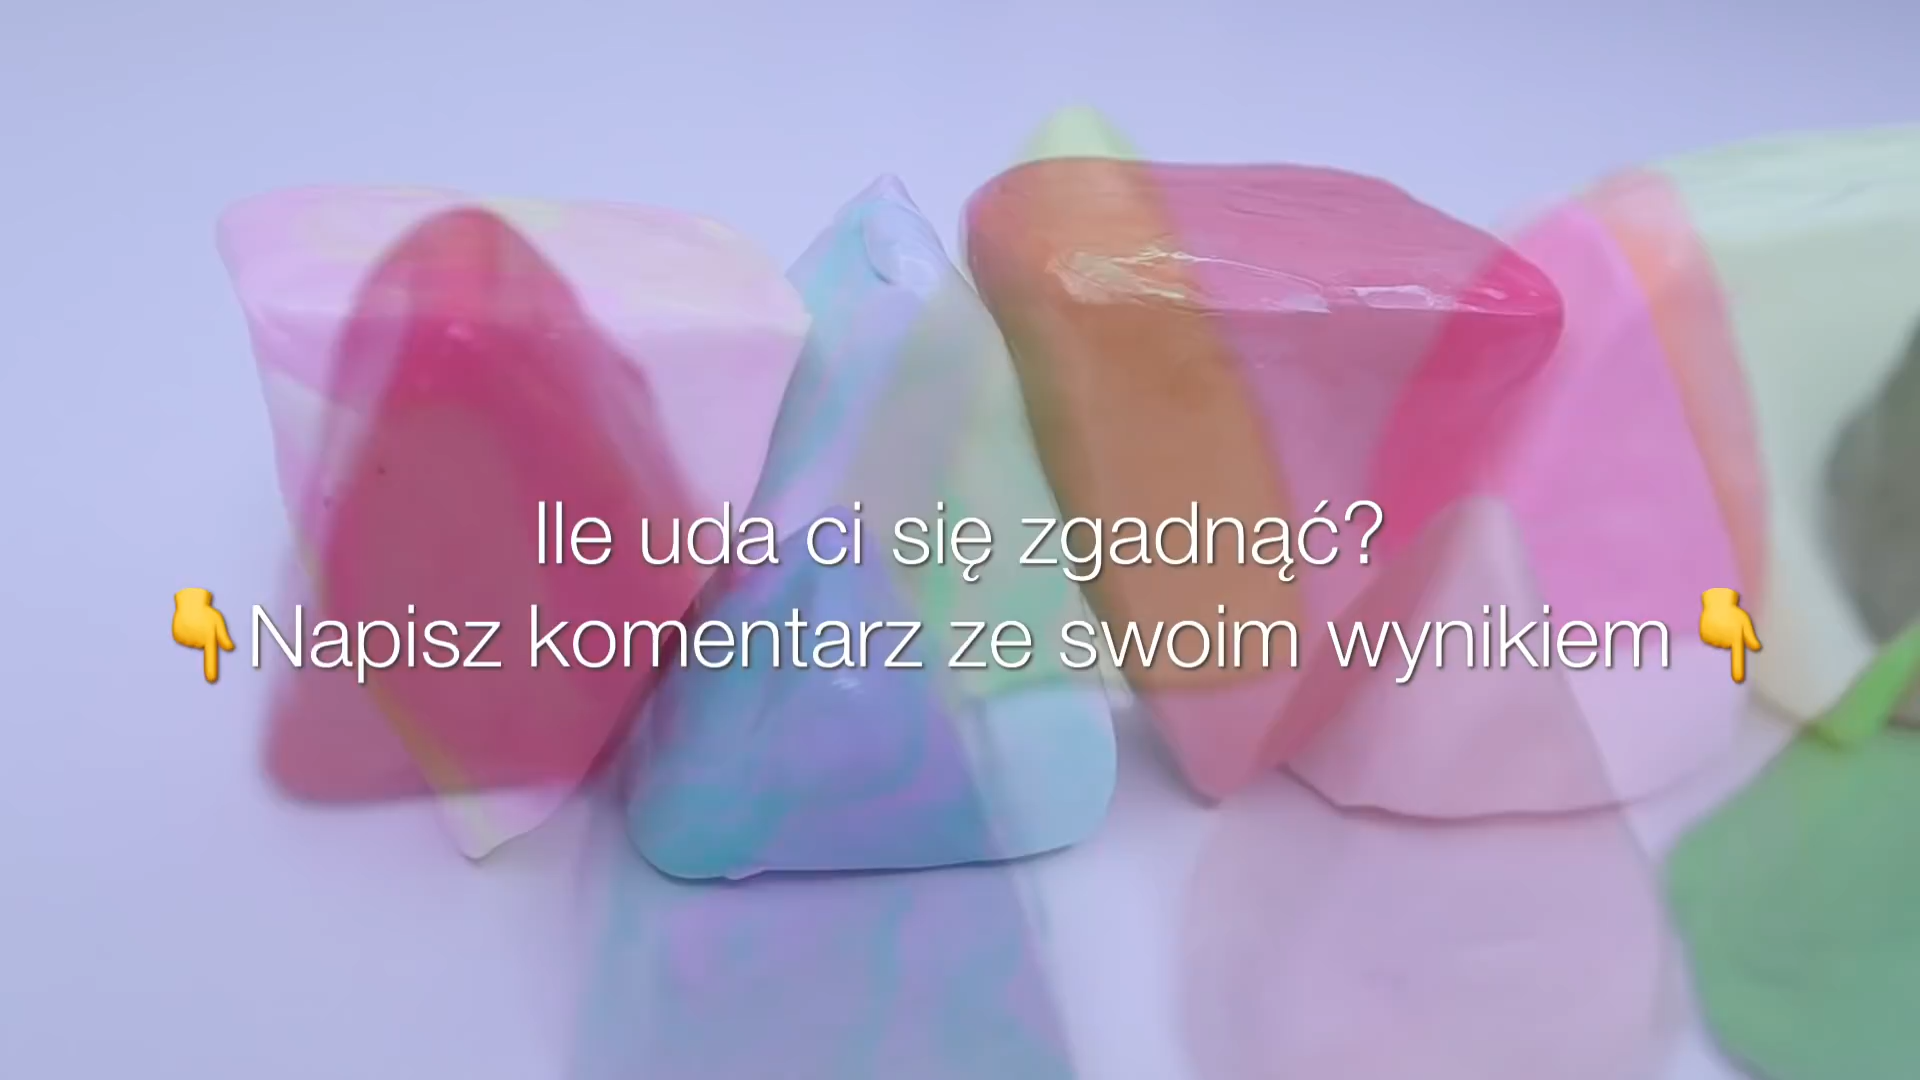 Ile uda ci się zgadnąć?
👇Napisz komentarz ze swoim wynikiem👇